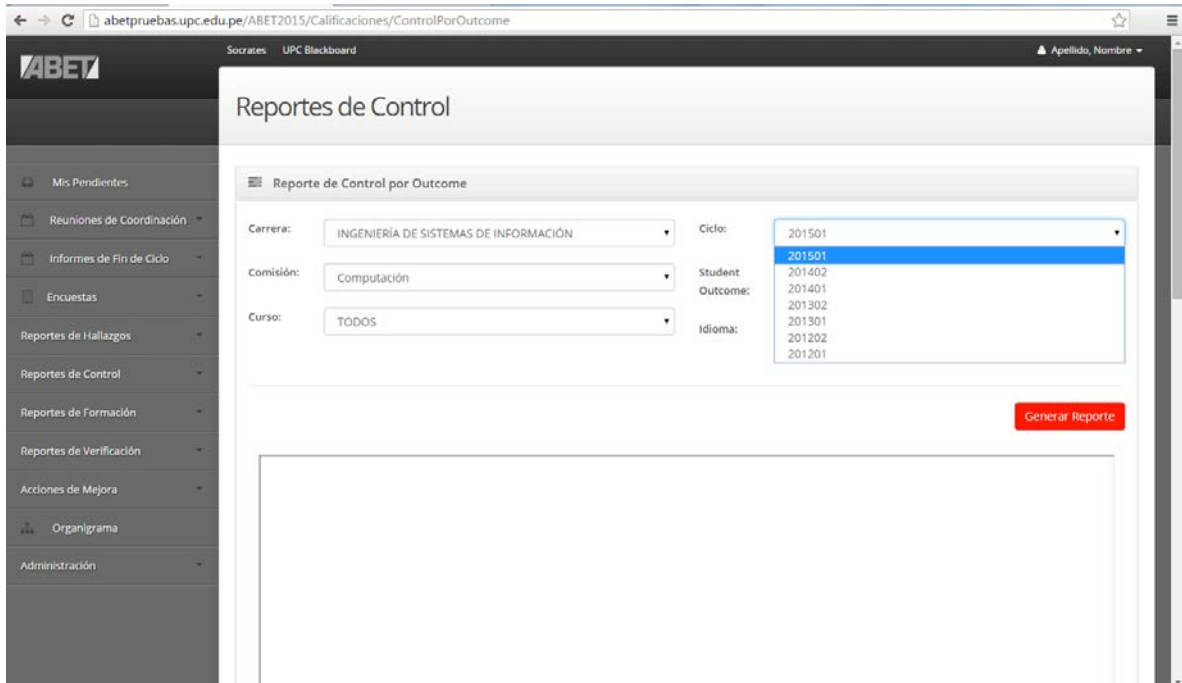 abetpruebas.upc.edu.pe/ABET2015/Calificaciones/ControlPorOutcome
ABET
Socrates UPC Blackboard
Apellido, Nombre
Reportes de Control
Mis Pendientes
Reuniones de Coordinación
Informes de Fin de Ciclo
Encuestas
Reportes de Hallazgos
Reportes de Control
Reportes de Formación
Reportes de Verificación
Acciones de Mejora
Organigrama
Administración
Reporte de Control por Outcome
Carrera: INGENIERÍA DE SISTEMAS DE INFORMACIÓN
Comisión: Computación
Curso: TODOS
Ciclo: 201501
201501
201402
201401
201302
201301
201202
201201
Student
Outcome:
Idioma:
Generar Reporte